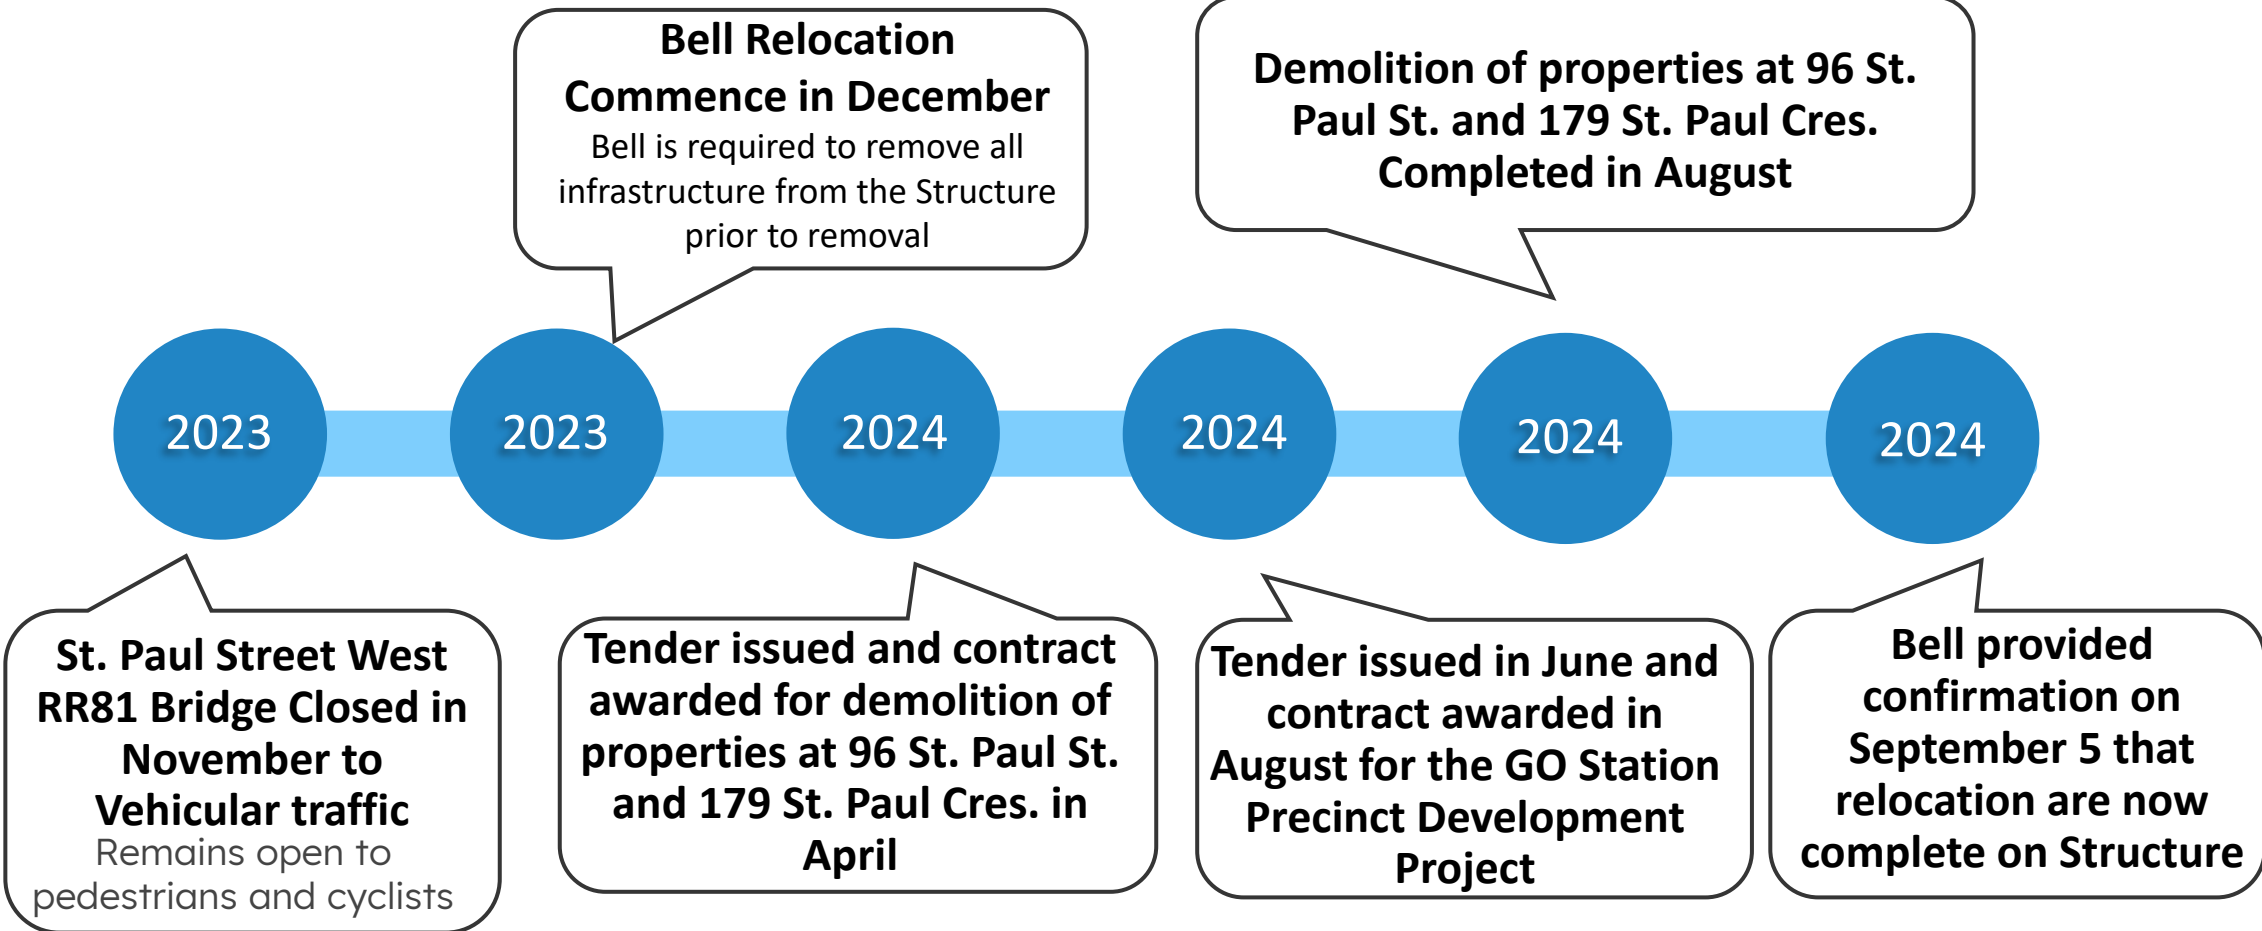 Bell Relocation
Commence in December
Bell is required to remove all
infrastructure from the Structure
prior to removal
Demolition of properties at 96 St.
Paul St. and 179 St. Paul Cres.
Completed in August
2023
2023
2024
2024
2024
2024
St. Paul Street West
RR81 Bridge Closed in
November to
Vehicular traffic
Remains open to
pedestrians and cyclists
Tender issued and contract
awarded for demolition of
properties at 96 St. Paul St.
and 179 St. Paul Cres. in
April
Tender issued in June and
contract awarded in
August for the GO Station
Precinct Development
Project
Bell provided
confirmation on
September 5 that
relocation are now
complete on Structure